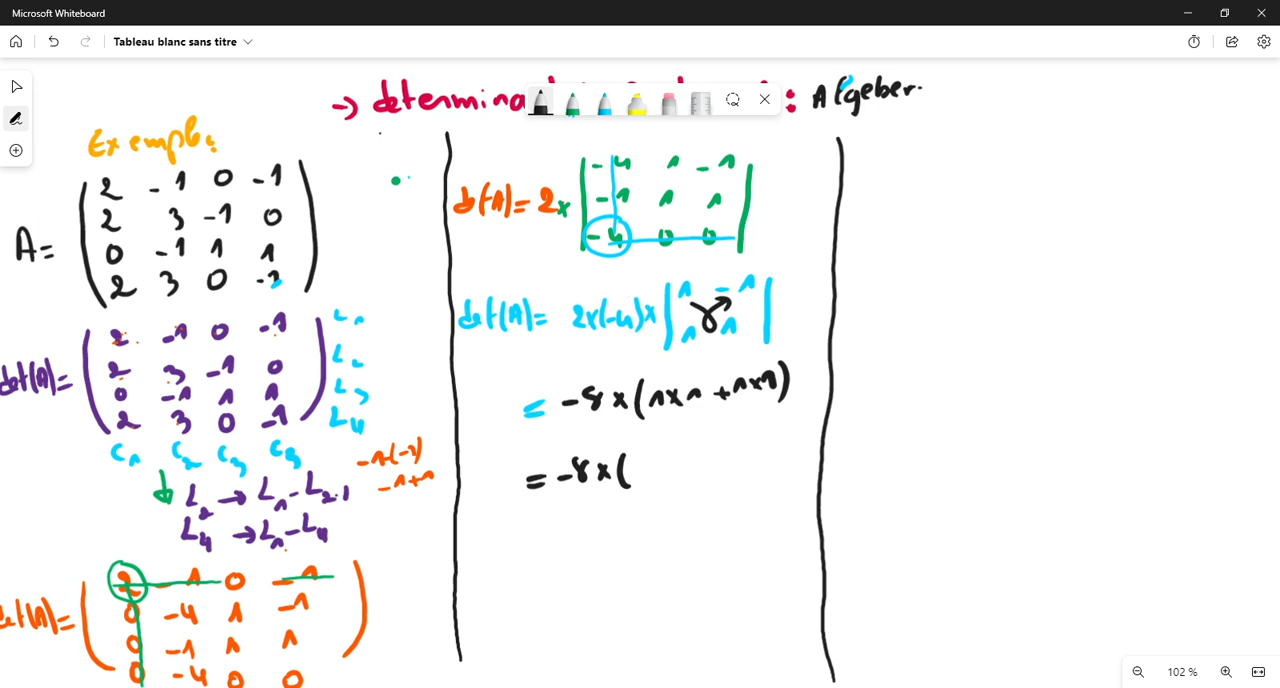 Microsoft Whiteboard
Tableau blanc sans titre
Algeber.
Exemple:
A= ( 2 -1 0 -1
2 3 -1 0
0 -1 1 1
2 3 0 -1 )
det(A)= ( 2 -1 0 -1 L1
2 3 -1 0 L2
0 -1 1 1 L3
2 3 0 -1 ) L4
C1 C2 C3 C3
L2 → L1 - L2
L4 → L1 - L4
-1-(-1)
-1+1
det(A)= ( 2 -1 0 -1
0 -4 1 -1
0 -1 1 1
0 -4 0 0 )
det(A)= 2x | -4 1 -1
-1 1 1
-4 0 0 |
det(A)= 2x(-4)x | 1 -1
1 1 |
= -8x(1x1+1x1)
= -8x(
102 %